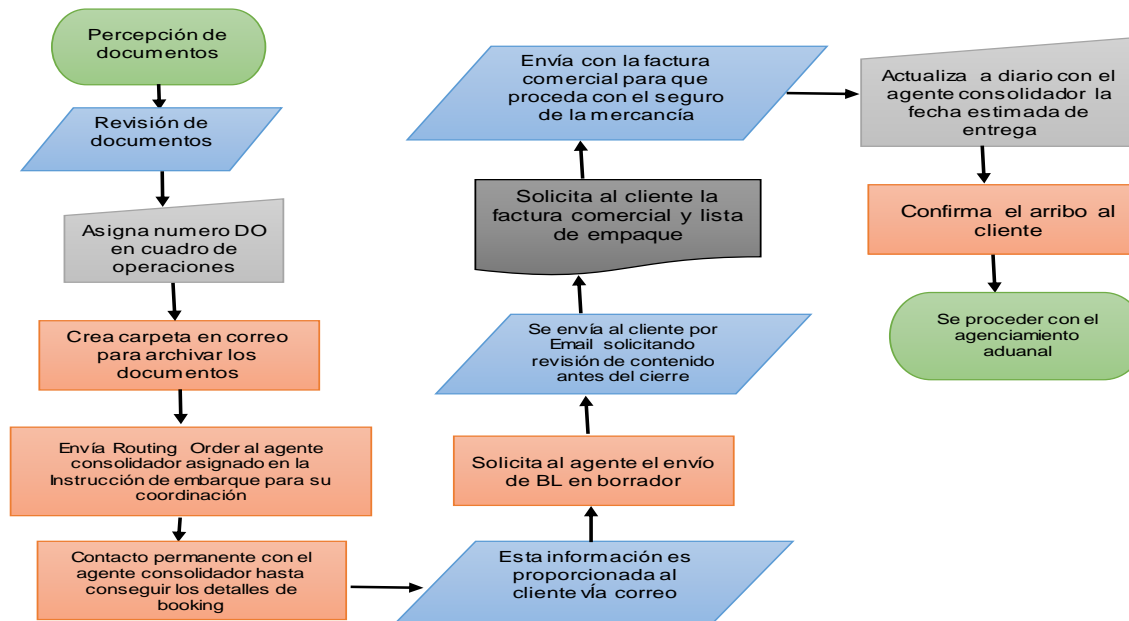 Percepción de
documentos
Revisión de
documentos
Asigna numero DO
en cuadro de
operaciones
Crea carpeta en correo
para archivar los
documentos
Envía Routing Order al agente
consolidador asignado en la
Instrucción de embarque para su
coordinación
Contacto permanente con el
agente consolidador hasta
conseguir los detalles de
booking
Esta información es
proporcionada al
cliente vía correo
Solicita al agente el envío
de BL en borrador
Se envía al cliente por
Email solicitando
revisión de contenido
antes del cierre
Solicita al cliente la
factura comercial y lista
de empaque
Envía con la factura
comercial para que
proceda con el seguro
de la mercancía
Actualiza a diario con el
agente consolidador la
fecha estimada de
entrega
Confirma el arribo al
cliente
Se proceder con el
agenciamiento
aduanal